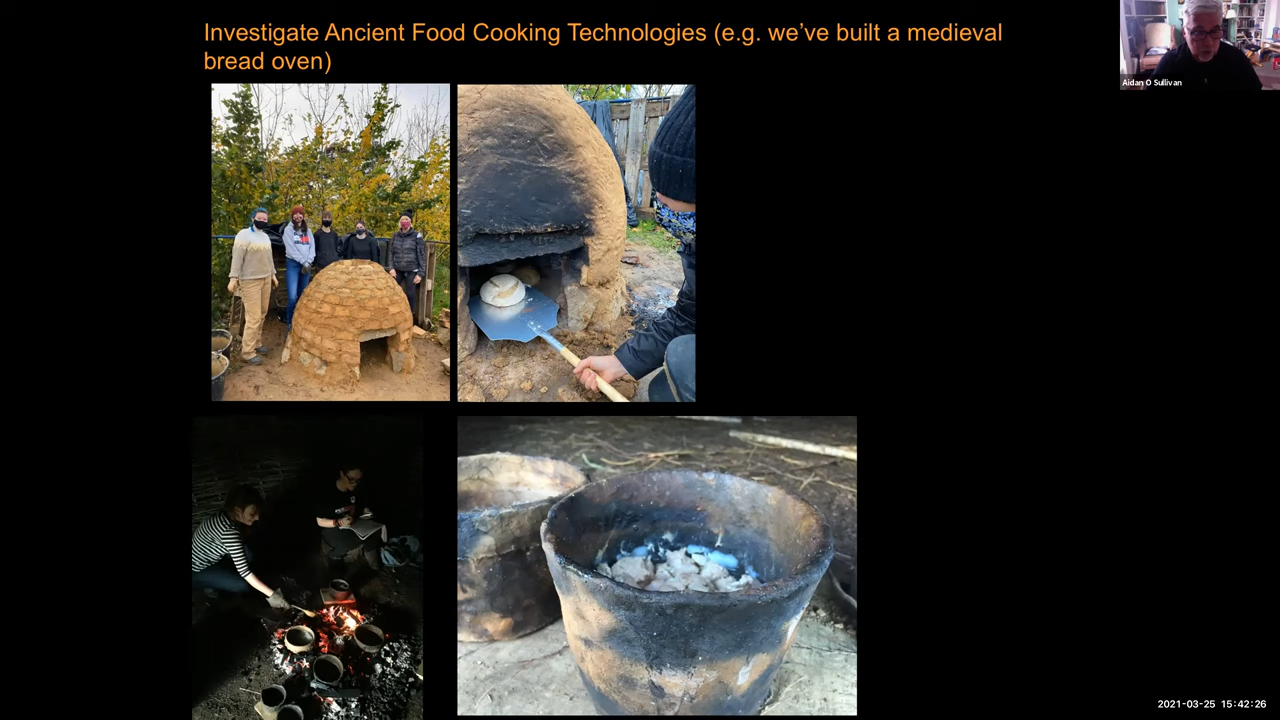 Investigate Ancient Food Cooking Technologies (e.g. we’ve built a medieval
bread oven)
Aidan O Sullivan
2021-03-25 15:42:26